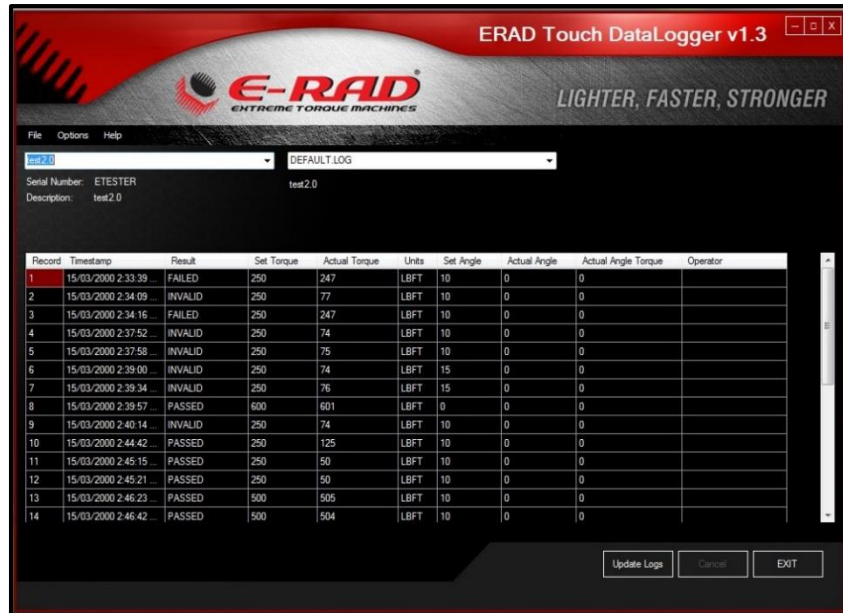 ERAD Touch DataLogger v1.3
E-RAD®
EXTREME TORQUE MACHINES
LIGHTER, FASTER, STRONGER
File Options Help
test2.0 DEFAULT.LOG
Serial Number: ETESTER test2.0
Description: test2.0
Record Timestamp Result Set Torque Actual Torque Units Set Angle Actual Angle Actual Angle Torque Operator
1 15/03/2000 2:33:39 ... FAILED 250 247 LBFT 10 0 0
2 15/03/2000 2:34:09 ... INVALID 250 77 LBFT 10 0 0
3 15/03/2000 2:34:16 ... FAILED 250 247 LBFT 10 0 0
4 15/03/2000 2:37:52 ... INVALID 250 74 LBFT 10 0 0
5 15/03/2000 2:37:58 ... INVALID 250 75 LBFT 10 0 0
6 15/03/2000 2:39:00 ... INVALID 250 74 LBFT 15 0 0
7 15/03/2000 2:39:34 ... INVALID 250 76 LBFT 15 0 0
8 15/03/2000 2:39:57 ... PASSED 600 601 LBFT 0 0 0
9 15/03/2000 2:40:14 ... INVALID 250 74 LBFT 10 0 0
10 15/03/2000 2:44:42 ... PASSED 250 125 LBFT 10 0 0
11 15/03/2000 2:45:15 ... PASSED 250 50 LBFT 10 0 0
12 15/03/2000 2:45:21 ... PASSED 250 50 LBFT 10 0 0
13 15/03/2000 2:46:23 ... PASSED 500 505 LBFT 10 0 0
14 15/03/2000 2:46:42 ... PASSED 500 504 LBFT 10 0 0
Update Logs Cancel EXIT